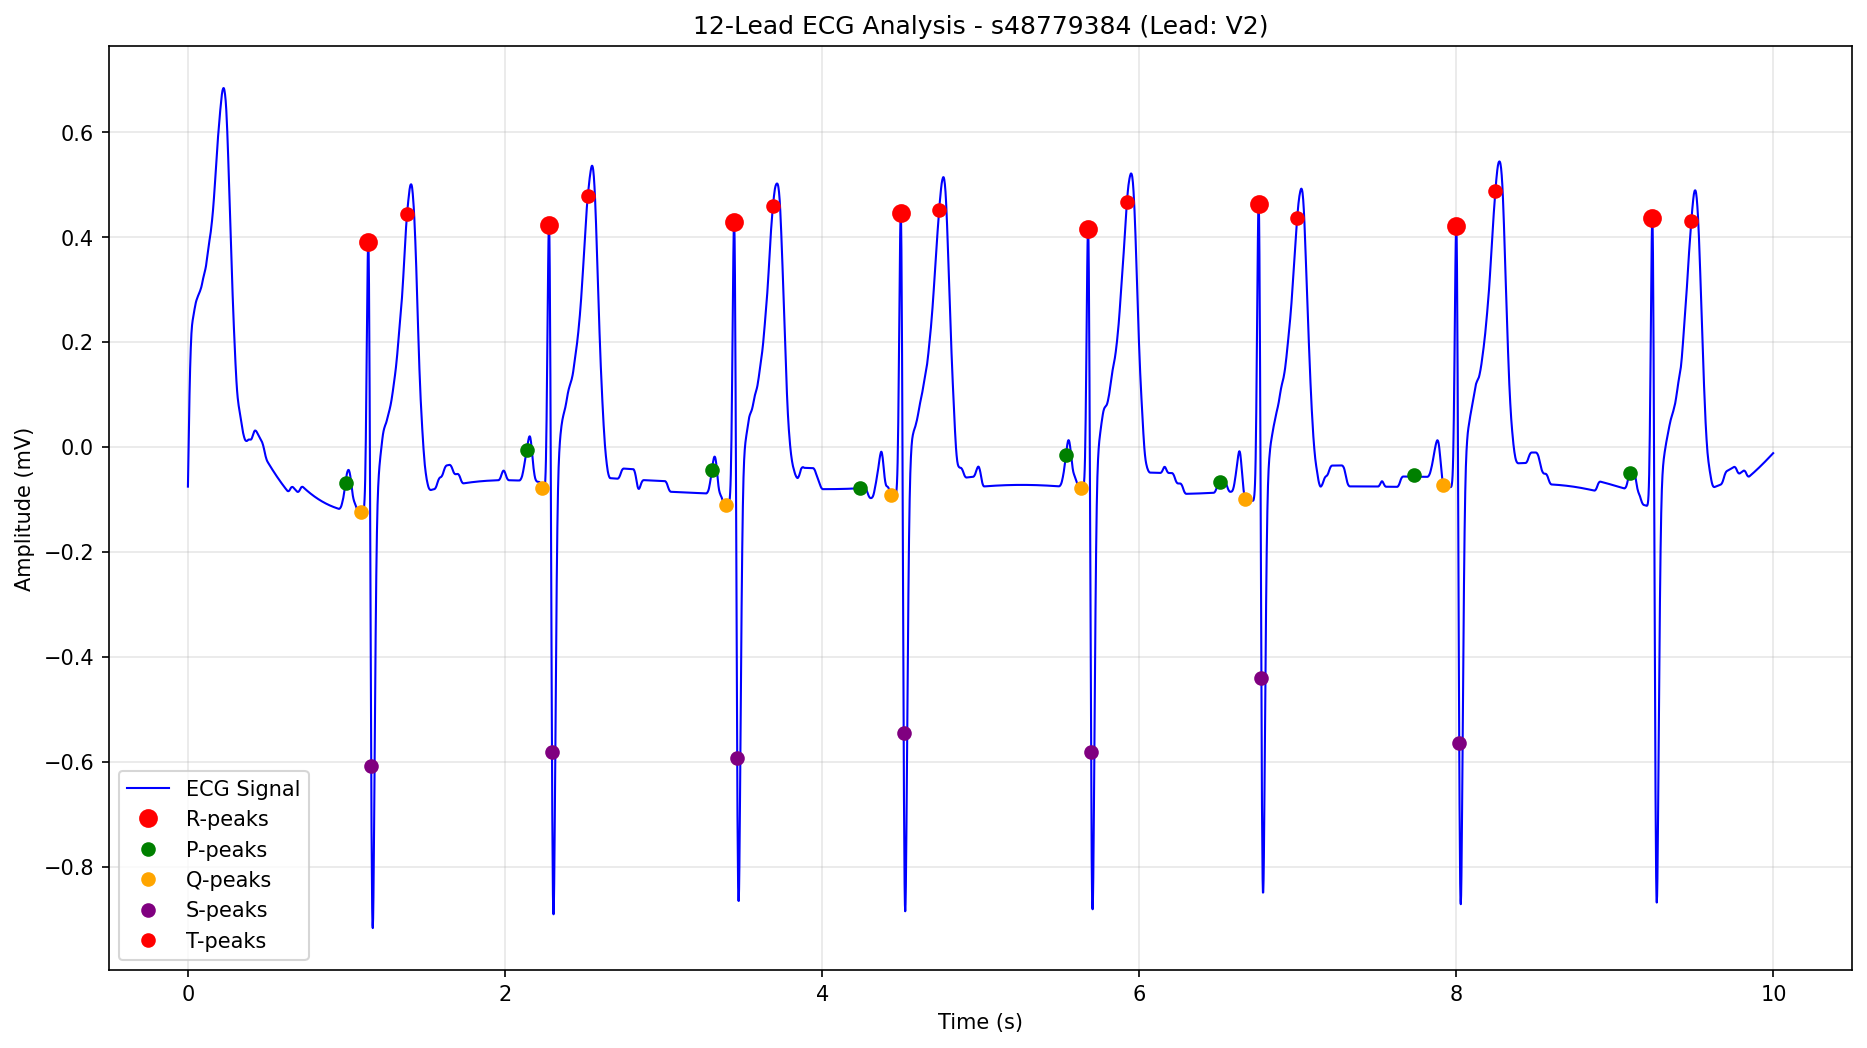 12-Lead ECG Analysis - s48779384 (Lead: V2)
Amplitude (mV)
0.6
0.4
0.2
0.0
−0.2
−0.4
−0.6
−0.8
ECG Signal
R-peaks
P-peaks
Q-peaks
S-peaks
T-peaks
0 2 4 6 8 10
Time (s)